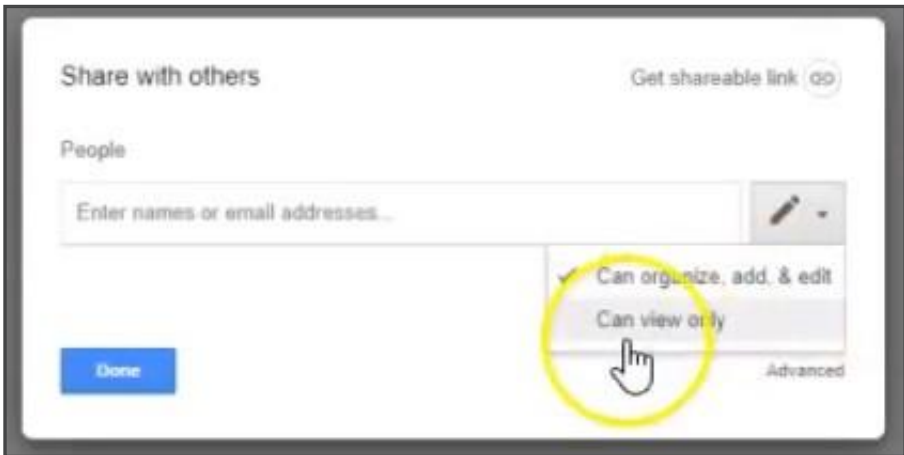 Share with others
Get shareable link
People
Enter names or email addresses...
Can organize, add, & edit
Can view only
Done
Advanced